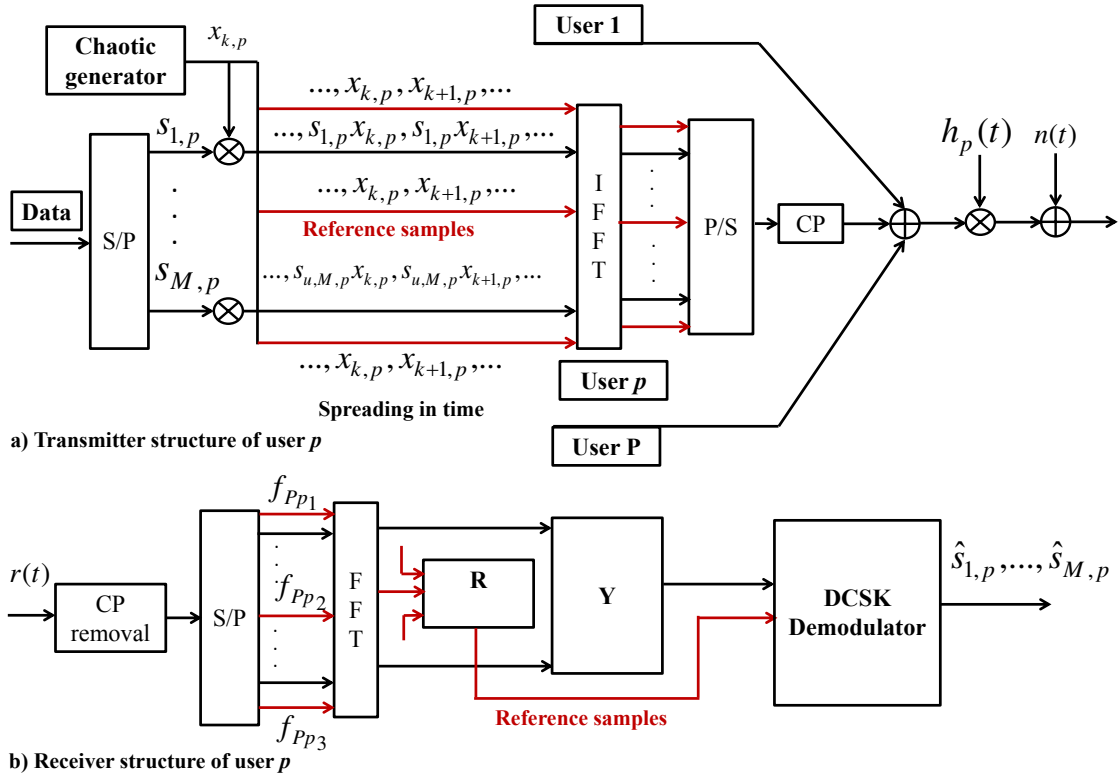 User 1
x_{k,p}
Chaotic
generator
..., x_{k,p}, x_{k+1,p},...
s_{1,p}
..., s_{1,p}x_{k,p}, s_{1,p}x_{k+1,p},...
I
F
F
T
h_p(t)
n(t)
Data
S/P
..., x_{k,p}, x_{k+1,p},...
Reference samples
P/S
CP
s_{M,p}
..., s_{u,M,p}x_{k,p}, s_{u,M,p}x_{k+1,p},...
..., x_{k,p}, x_{k+1,p},...
User p
Spreading in time
a) Transmitter structure of user p
User P
f_{Pp_1}
r(t)
CP
removal
S/P
f_{Pp_2}
F
F
T
R
Y
DCSK
Demodulator
ŝ_{1,p},...,ŝ_{M,p}
Reference samples
f_{Pp_3}
b) Receiver structure of user p